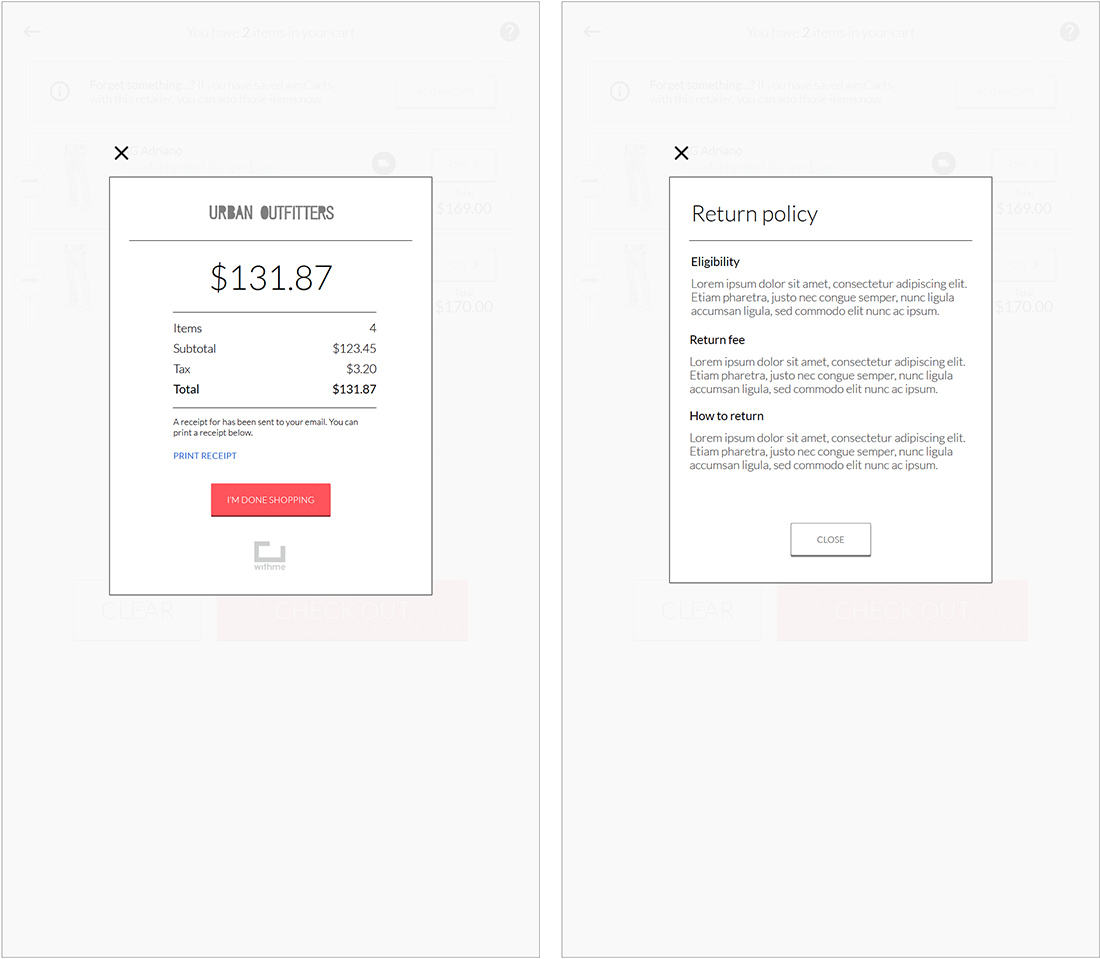 You have 2 items in your cart
?
Forget something...? If you have saved
with this retailer, you can add those items now.
Adriano
$169.00
$170.00
URBAN OUTFITTERS
$131.87
Items 4
Subtotal $123.45
Tax $3.20
Total $131.87
A receipt for has been sent to your email. You can
print a receipt below.
PRINT RECEIPT
I'M DONE SHOPPING
withme
CLEAR
CHECK OUT
You have 2 items in your cart
?
Forget something...? If you have saved
with this retailer, you can add those items now.
Adriano
$169.00
$170.00
Return policy
Eligibility
Lorem ipsum dolor sit amet, consectetur adipiscing elit.
Etiam pharetra, justo nec congue semper, nunc ligula
accumsan ligula, sed commodo elit nunc ac ipsum.
Return fee
Lorem ipsum dolor sit amet, consectetur adipiscing elit.
Etiam pharetra, justo nec congue semper, nunc ligula
accumsan ligula, sed commodo elit nunc ac ipsum.
How to return
Lorem ipsum dolor sit amet, consectetur adipiscing elit.
Etiam pharetra, justo nec congue semper, nunc ligula
accumsan ligula, sed commodo elit nunc ac ipsum.
CLOSE
CLEAR
CHECK OUT